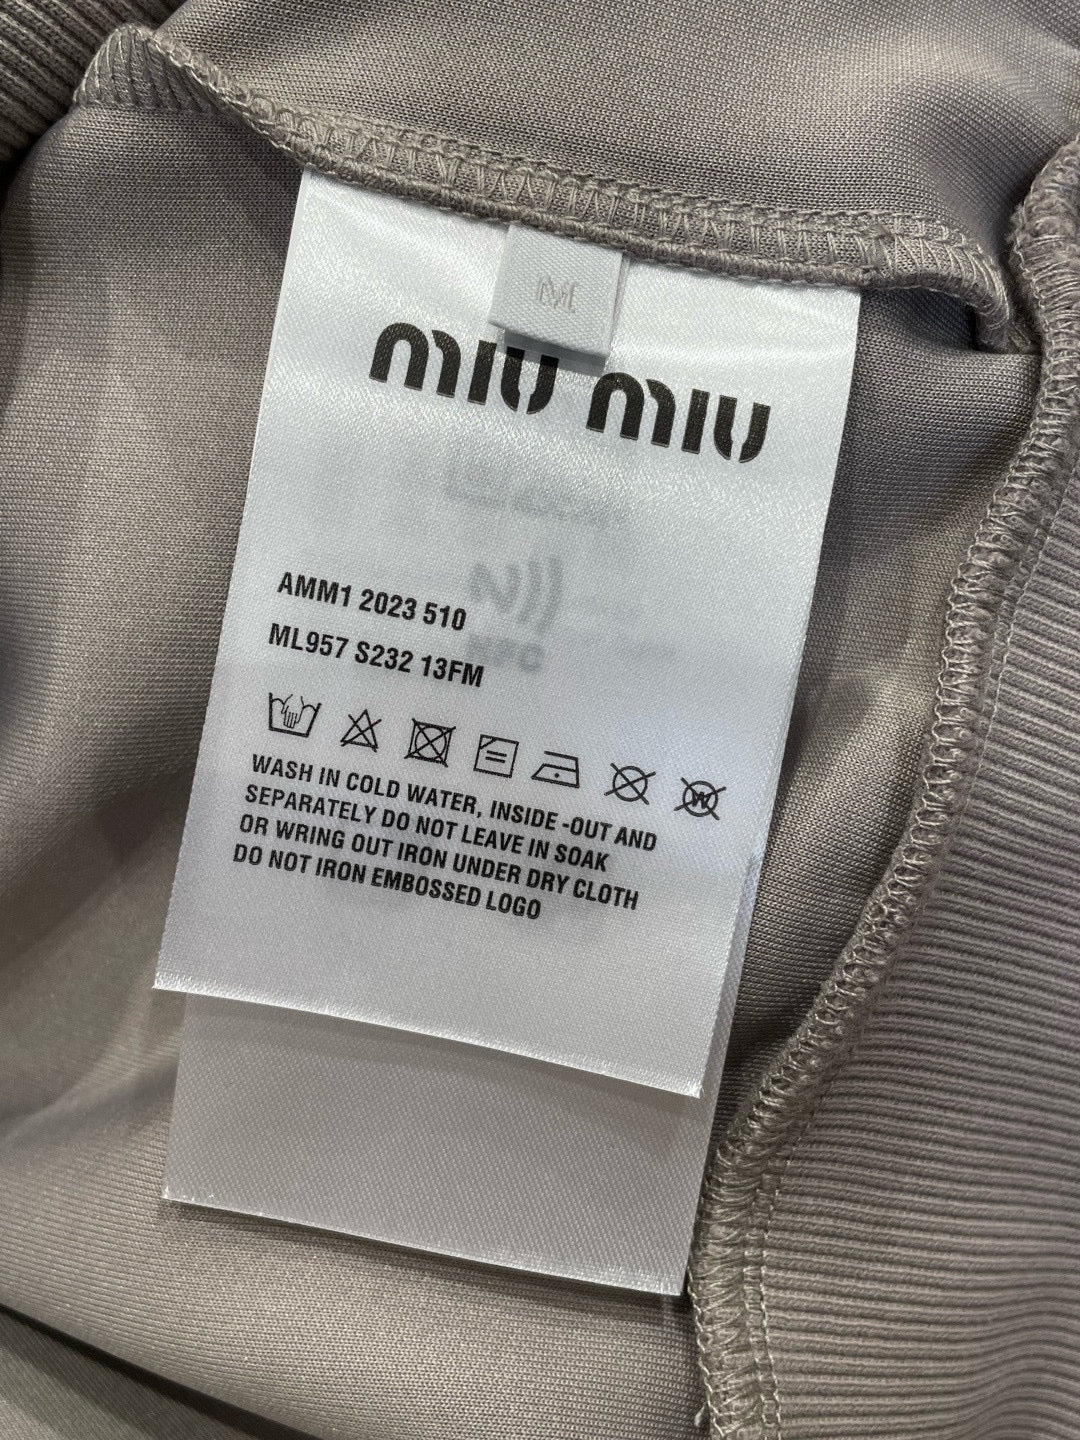 M
miu miu
AMM1 2023 510
ML957 S232 13FM
NFC
W
WASH IN COLD WATER, INSIDE -OUT AND
SEPARATELY DO NOT LEAVE IN SOAK
OR WRING OUT IRON UNDER DRY CLOTH
DO NOT IRON EMBOSSED LOGO